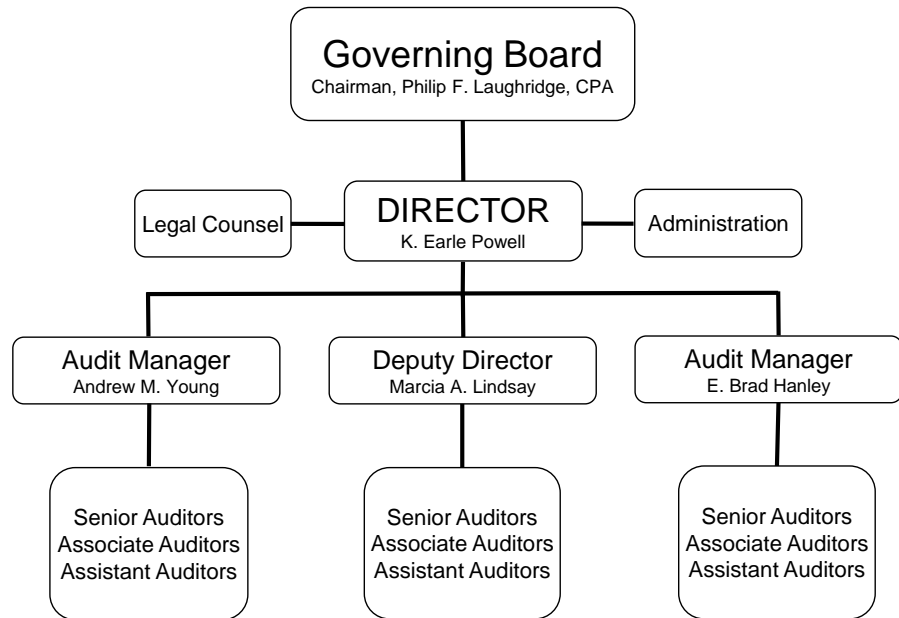 Governing Board
Chairman, Philip F. Laughridge, CPA
Legal Counsel
DIRECTOR
K. Earle Powell
Administration
Audit Manager
Andrew M. Young
Deputy Director
Marcia A. Lindsay
Audit Manager
E. Brad Hanley
Senior Auditors
Associate Auditors
Assistant Auditors
Senior Auditors
Associate Auditors
Assistant Auditors
Senior Auditors
Associate Auditors
Assistant Auditors